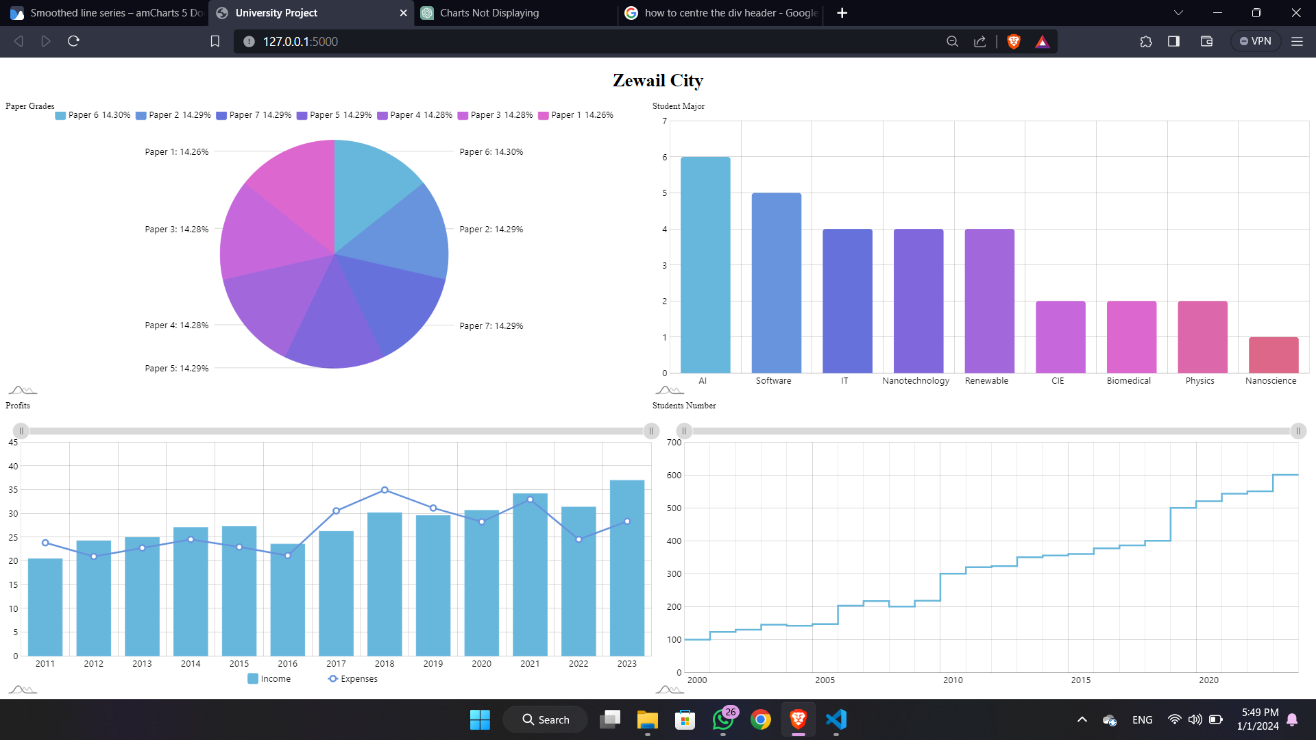 Smoothed line series – amCharts 5 Do
University Project
Charts Not Displaying
how to centre the div header - Google
127.0.0.1:5000
VPN
Zewail City
Paper Grades
Paper 6 14.30% Paper 2 14.29% Paper 7 14.29% Paper 5 14.29% Paper 4 14.28% Paper 3 14.28% Paper 1 14.26%
Paper 1: 14.26%
Paper 6: 14.30%
Paper 3: 14.28%
Paper 2: 14.29%
Paper 4: 14.28%
Paper 7: 14.29%
Paper 5: 14.29%
Student Major
7
6
5
4
3
2
1
0
AI Software IT Nanotechnology Renewable CIE Biomedical Physics Nanoscience
Profits
45
40
35
30
25
20
15
10
5
0
2011 2012 2013 2014 2015 2016 2017 2018 2019 2020 2021 2022 2023
Income Expenses
Students Number
700
600
500
400
300
200
100
0
2000 2005 2010 2015 2020
Search
26
ENG
5:49 PM
1/1/2024